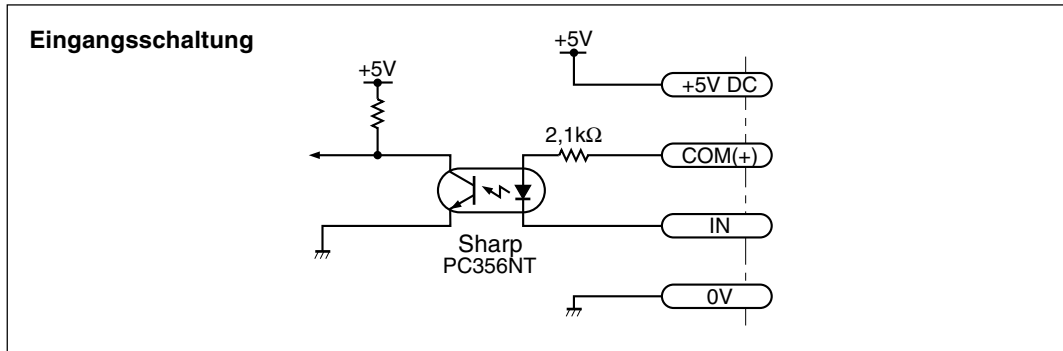 Eingangsschaltung
+5V
+5V
+5V DC
2,1kΩ
COM(+)
IN
Sharp
PC356NT
0V